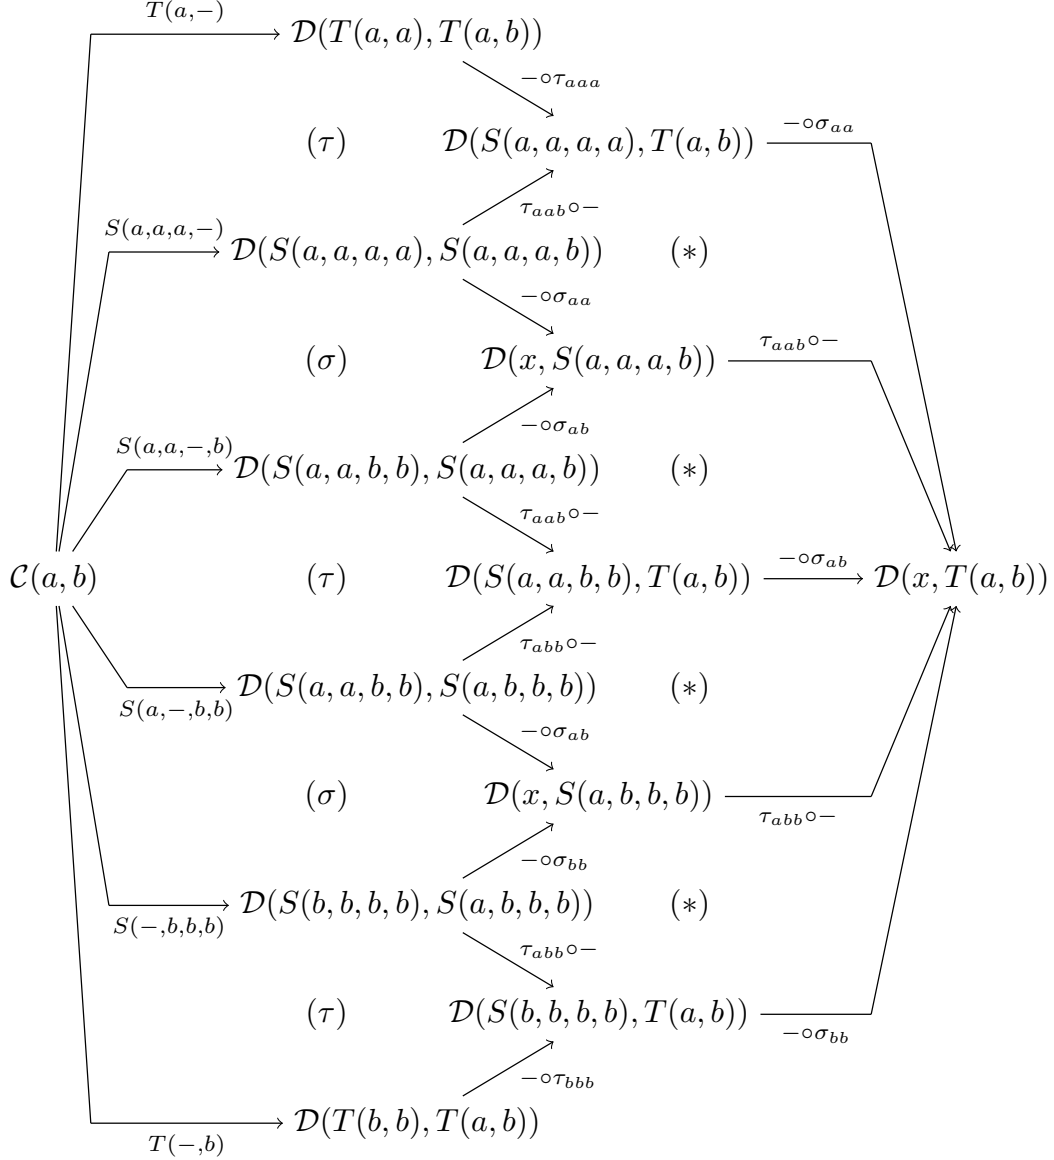 T(a,−)
𝒟(T(a, a), T(a, b))
−∘τ_{aaa}
−∘σ_{aa}
(τ) 𝒟(S(a, a, a, a), T(a, b))
τ_{aab}∘−
S(a,a,a,−)
𝒟(S(a, a, a, a), S(a, a, a, b)) (∗)
−∘σ_{aa}
τ_{aab}∘−
(σ) 𝒟(x, S(a, a, a, b))
−∘σ_{ab}
S(a,a,−,b)
𝒟(S(a, a, b, b), S(a, a, a, b)) (∗)
τ_{aab}∘−
−∘σ_{ab}
𝒞(a, b) (τ) 𝒟(S(a, a, b, b), T(a, b)) 𝒟(x, T(a, b))
τ_{abb}∘−
𝒟(S(a, a, b, b), S(a, b, b, b)) (∗)
S(a,−,b,b)
−∘σ_{ab}
(σ) 𝒟(x, S(a, b, b, b))
τ_{abb}∘−
−∘σ_{bb}
𝒟(S(b, b, b, b), S(a, b, b, b)) (∗)
S(−,b,b,b)
τ_{abb}∘−
(τ) 𝒟(S(b, b, b, b), T(a, b))
−∘σ_{bb}
−∘τ_{bbb}
𝒟(T(b, b), T(a, b))
T(−,b)